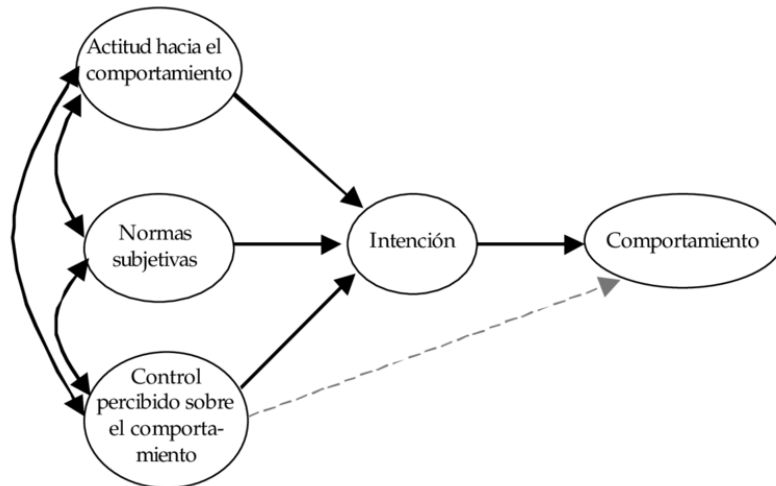 Actitud hacia el
comportamiento
Normas
subjetivas
Intención
Comportamiento
Control
percibido sobre
el comporta-
miento